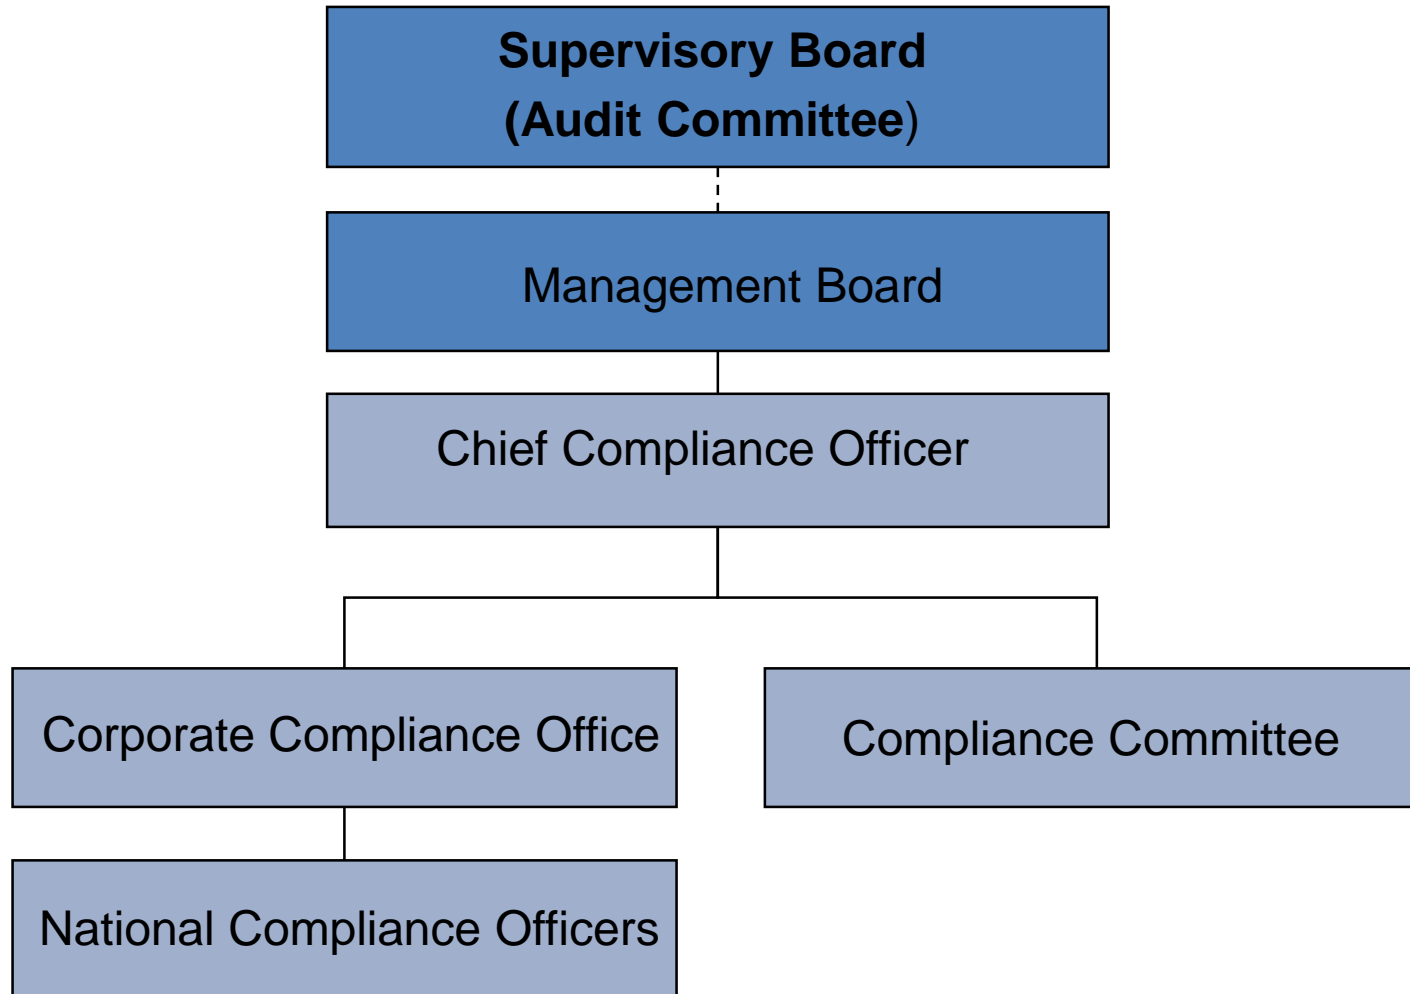 Supervisory Board
(Audit Committee)
Management Board
Chief Compliance Officer
Corporate Compliance Office
Compliance Committee
National Compliance Officers